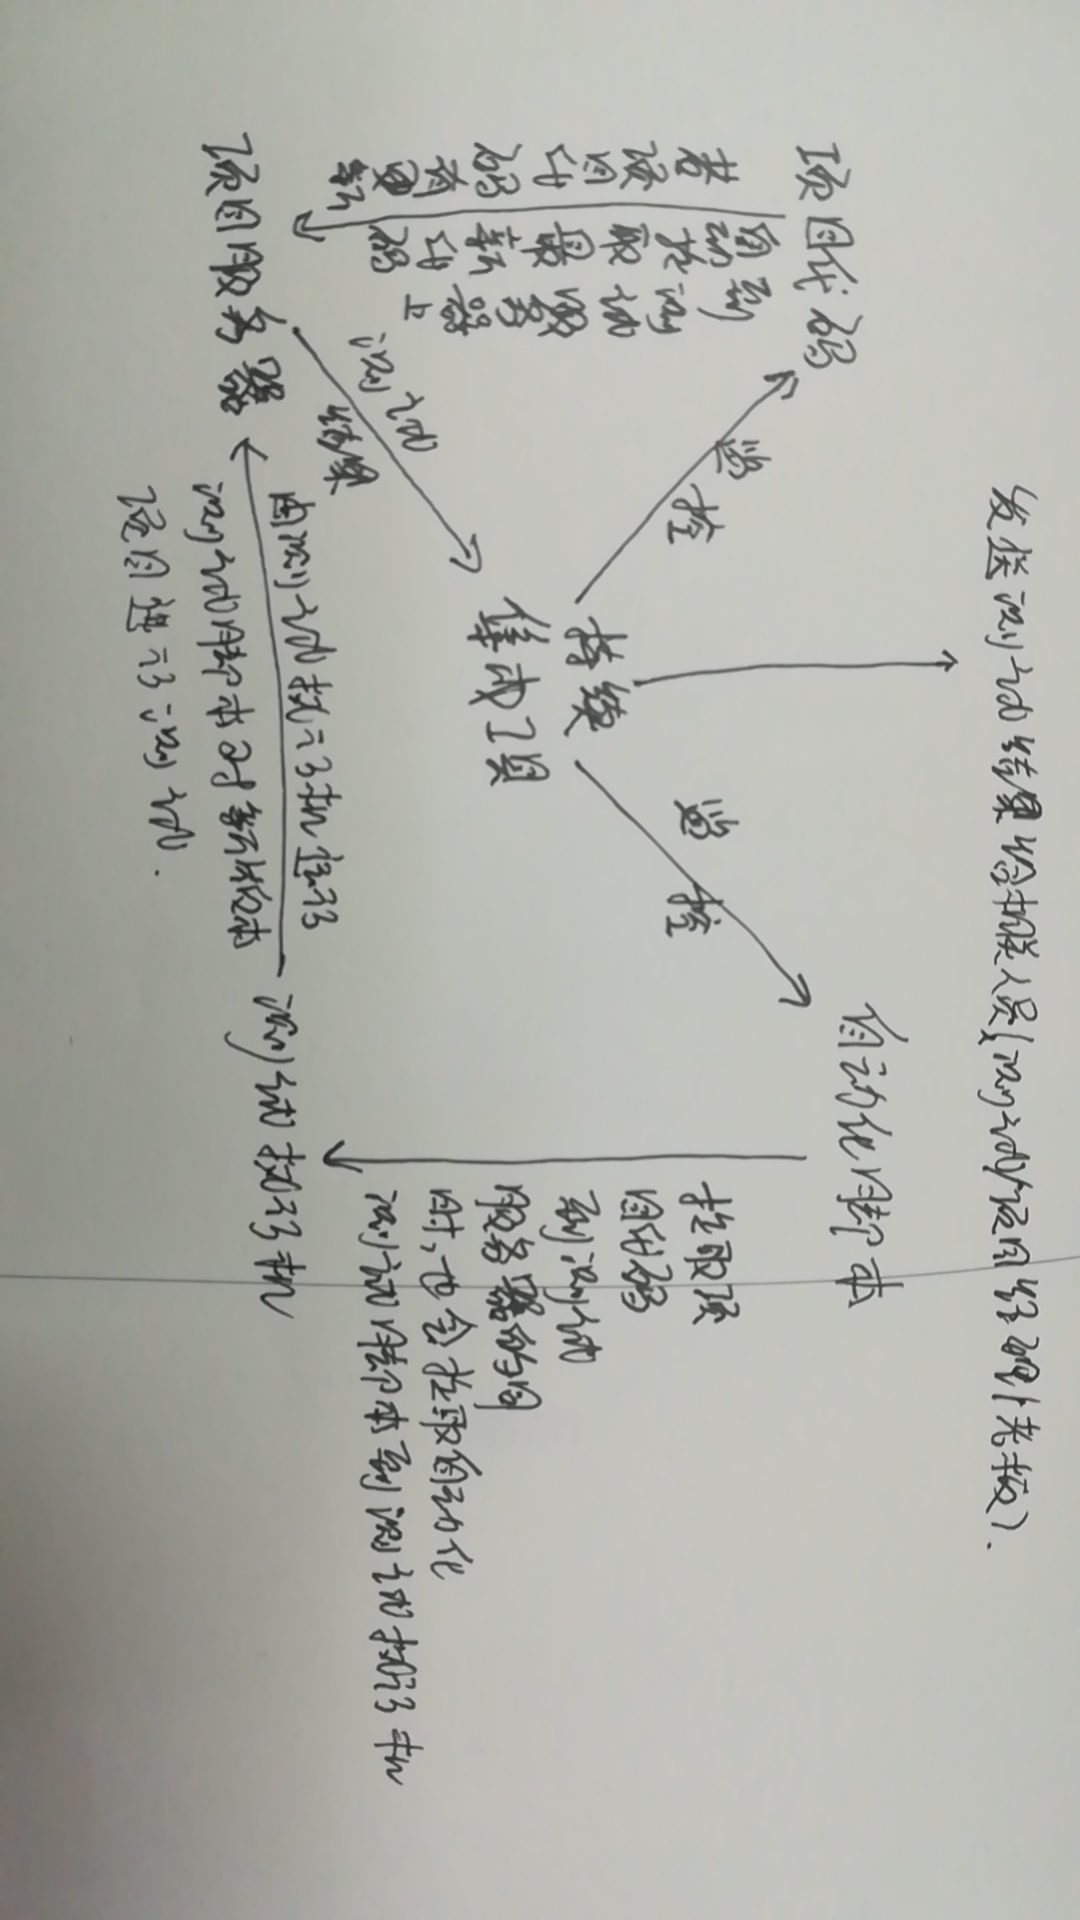 发送测试结果给相关人员(测试/项目经理/老板).
自动化脚本
项目代码
监控
监控
若项目代码有更新
自动拉取最新代码
到测试服务器上
拉取项
目代码
到测试
服务器的同
时,也会拉取自动化
测试脚本到测试执行机
持续
集成工具
测试
结果
由测试执行机运行
测试脚本对新版本
项目进行测试.
测试执行机
项目服务器